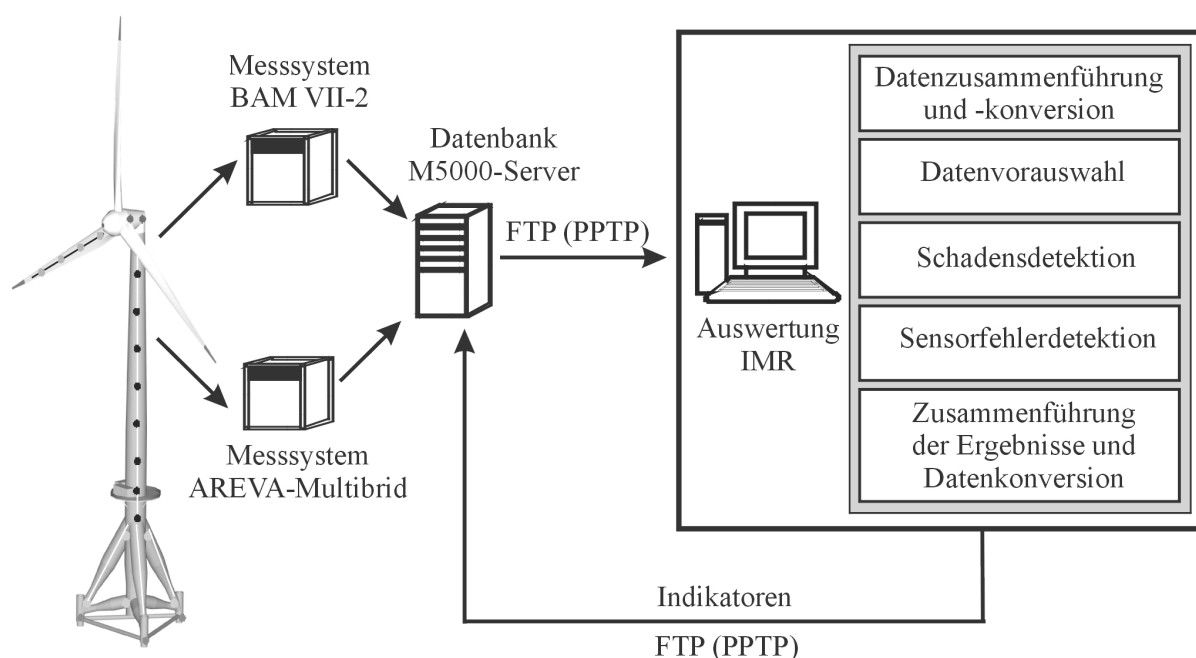 Messsystem
BAM VII-2
Datenbank
M5000-Server
FTP (PPTP)
Messsystem
AREVA-Multibrid
Auswertung
IMR
Datenzusammenführung
und -konversion
Datenvorauswahl
Schadensdetektion
Sensorfehlerdetektion
Zusammenführung
der Ergebnisse und
Datenkonversion
Indikatoren
FTP (PPTP)